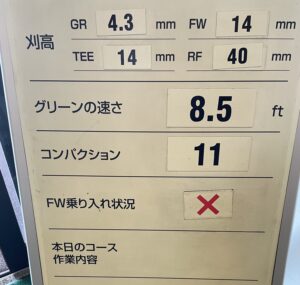 GR 4.3 mm FW 14 mm
刈高
TEE 14 mm RF 40 mm
グリーンの速さ 8.5 ft
コンパクション 11
FW乗り入れ状況 ×
本日のコース
作業内容